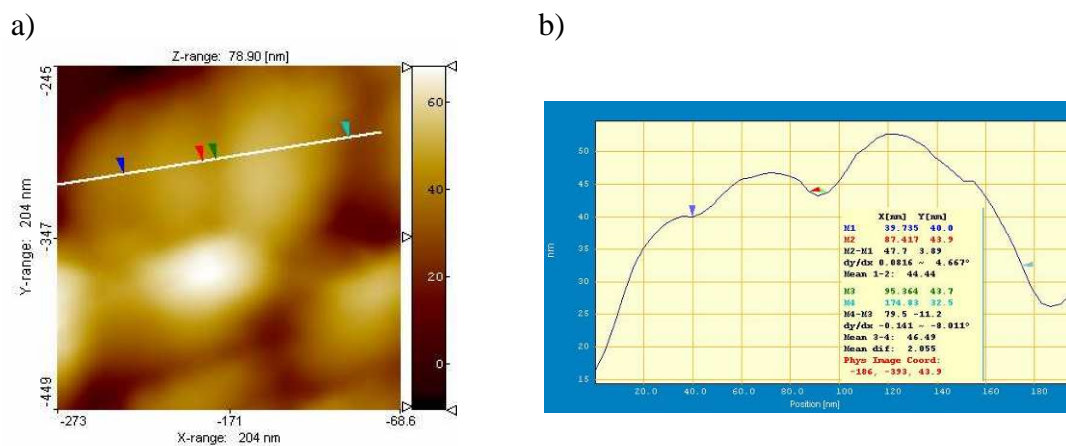 a)
b)
Z-range: 78.90 [nm]
-245
-347
-449
Y-range: 204 nm
-273
-171
-68.6
X-range: 204 nm
60
40
20
0
50
45
40
35
30
25
20
15
nm
20.0
40.0
60.0
80.0
100.0
120.0
140.0
160.0
180
Position [nm]
X[nm] Y[nm]
M1 39.735 40.0
M2 87.417 43.9
M2-M1 47.7 3.89
dy/dx 0.0816 ~ 4.667°
Mean 1-2: 44.44
M3 95.364 43.7
M4 174.83 32.5
M4-M3 79.5 -11.2
dy/dx -0.141 ~ -8.011°
Mean 3-4: 46.49
Mean dif: 2.055
Phys Image Coord:
-186, -393, 43.9